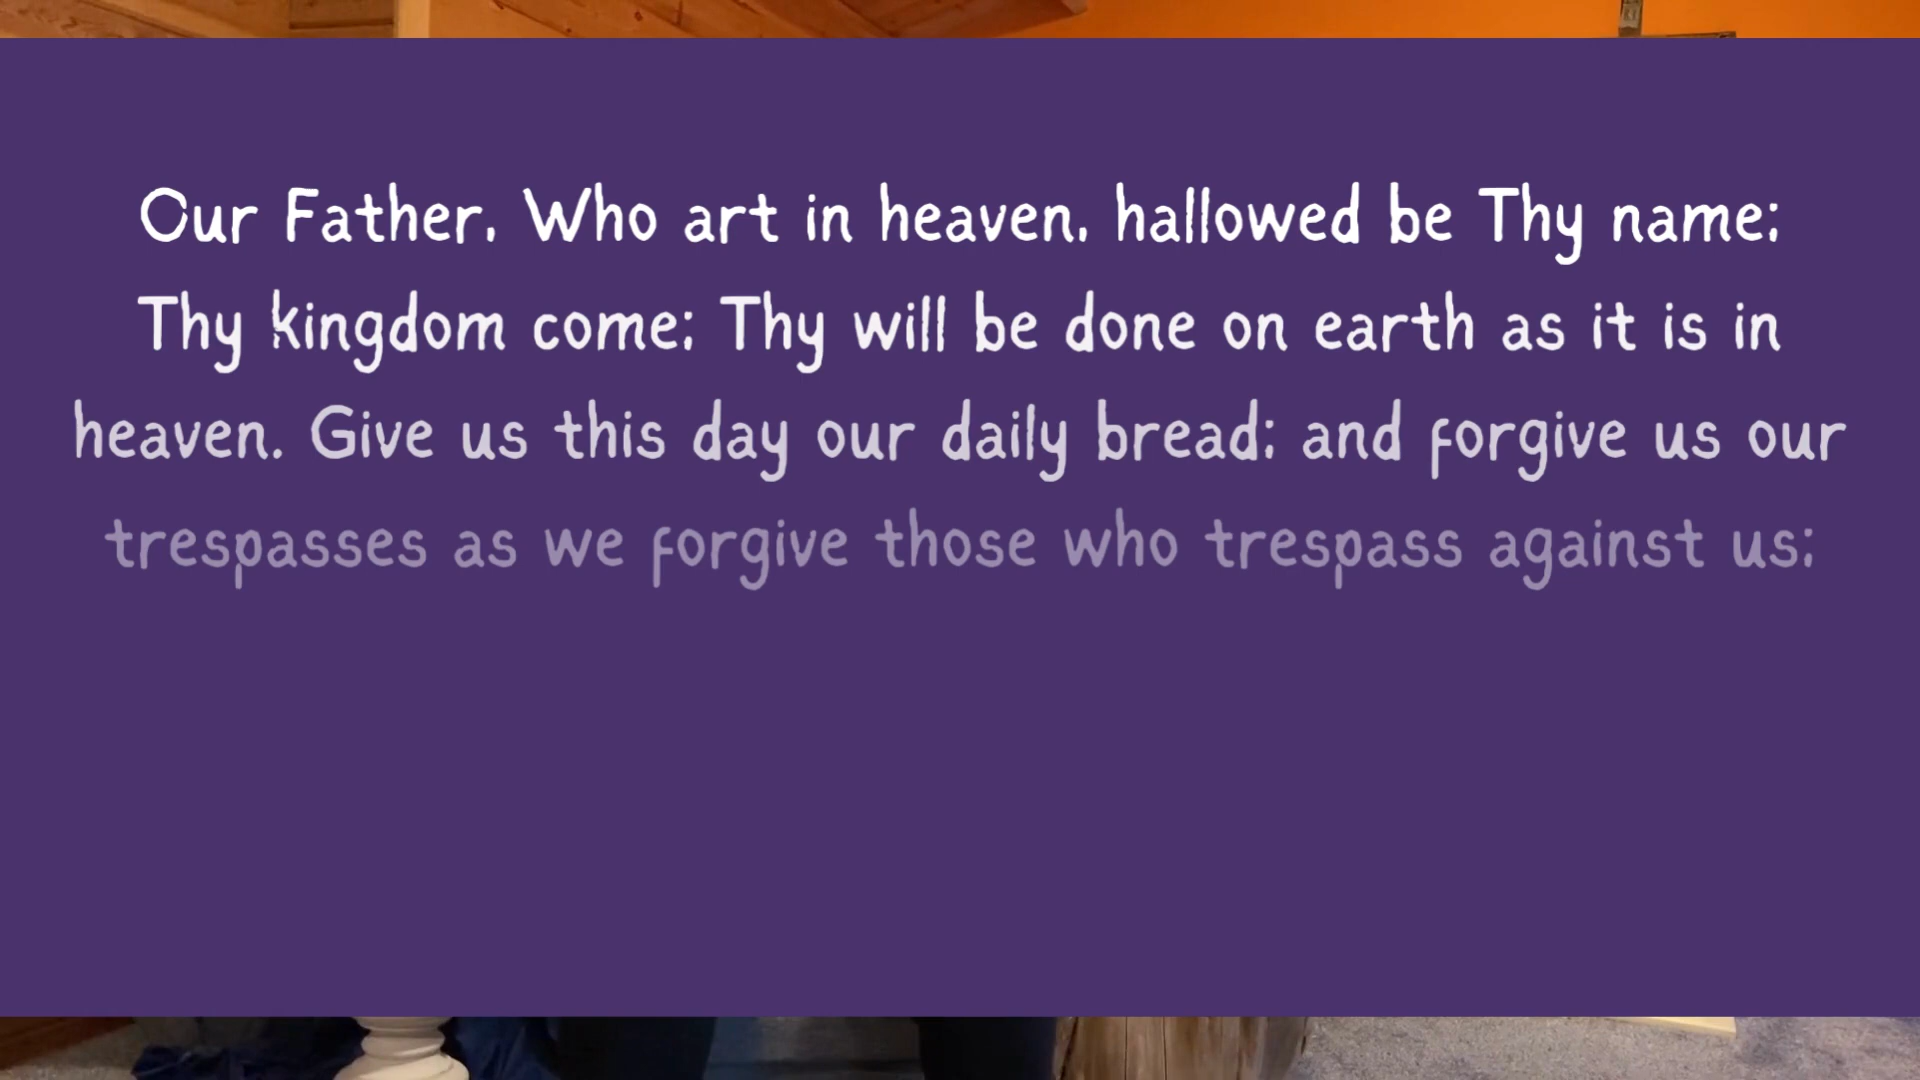 Our Father, Who art in heaven, hallowed be Thy name;
Thy kingdom come; Thy will be done on earth as it is in
heaven. Give us this day our daily bread; and forgive us our
trespasses as we forgive those who trespass against us;